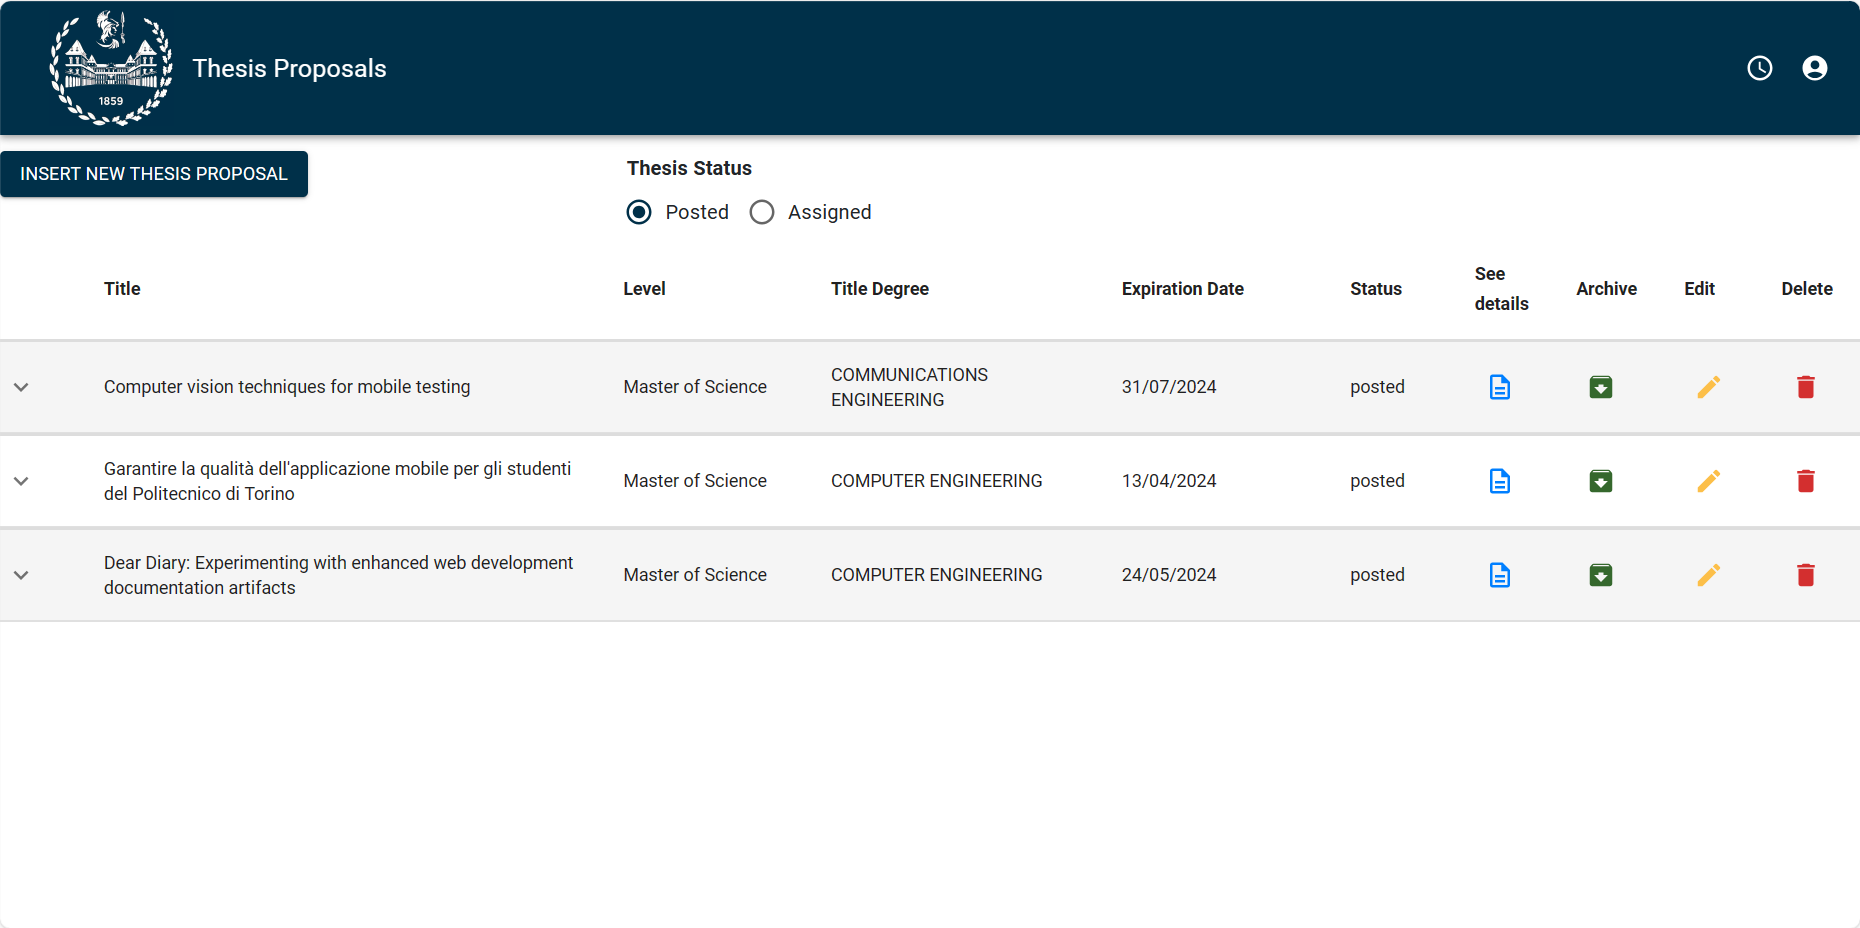 1859
Thesis Proposals
INSERT NEW THESIS PROPOSAL
Thesis Status
Posted
Assigned
Title
Level
Title Degree
Expiration Date
Status
See
details
Archive
Edit
Delete
Computer vision techniques for mobile testing
Master of Science
COMMUNICATIONS
ENGINEERING
31/07/2024
posted
Garantire la qualità dell'applicazione mobile per gli studenti
del Politecnico di Torino
Master of Science
COMPUTER ENGINEERING
13/04/2024
posted
Dear Diary: Experimenting with enhanced web development
documentation artifacts
Master of Science
COMPUTER ENGINEERING
24/05/2024
posted